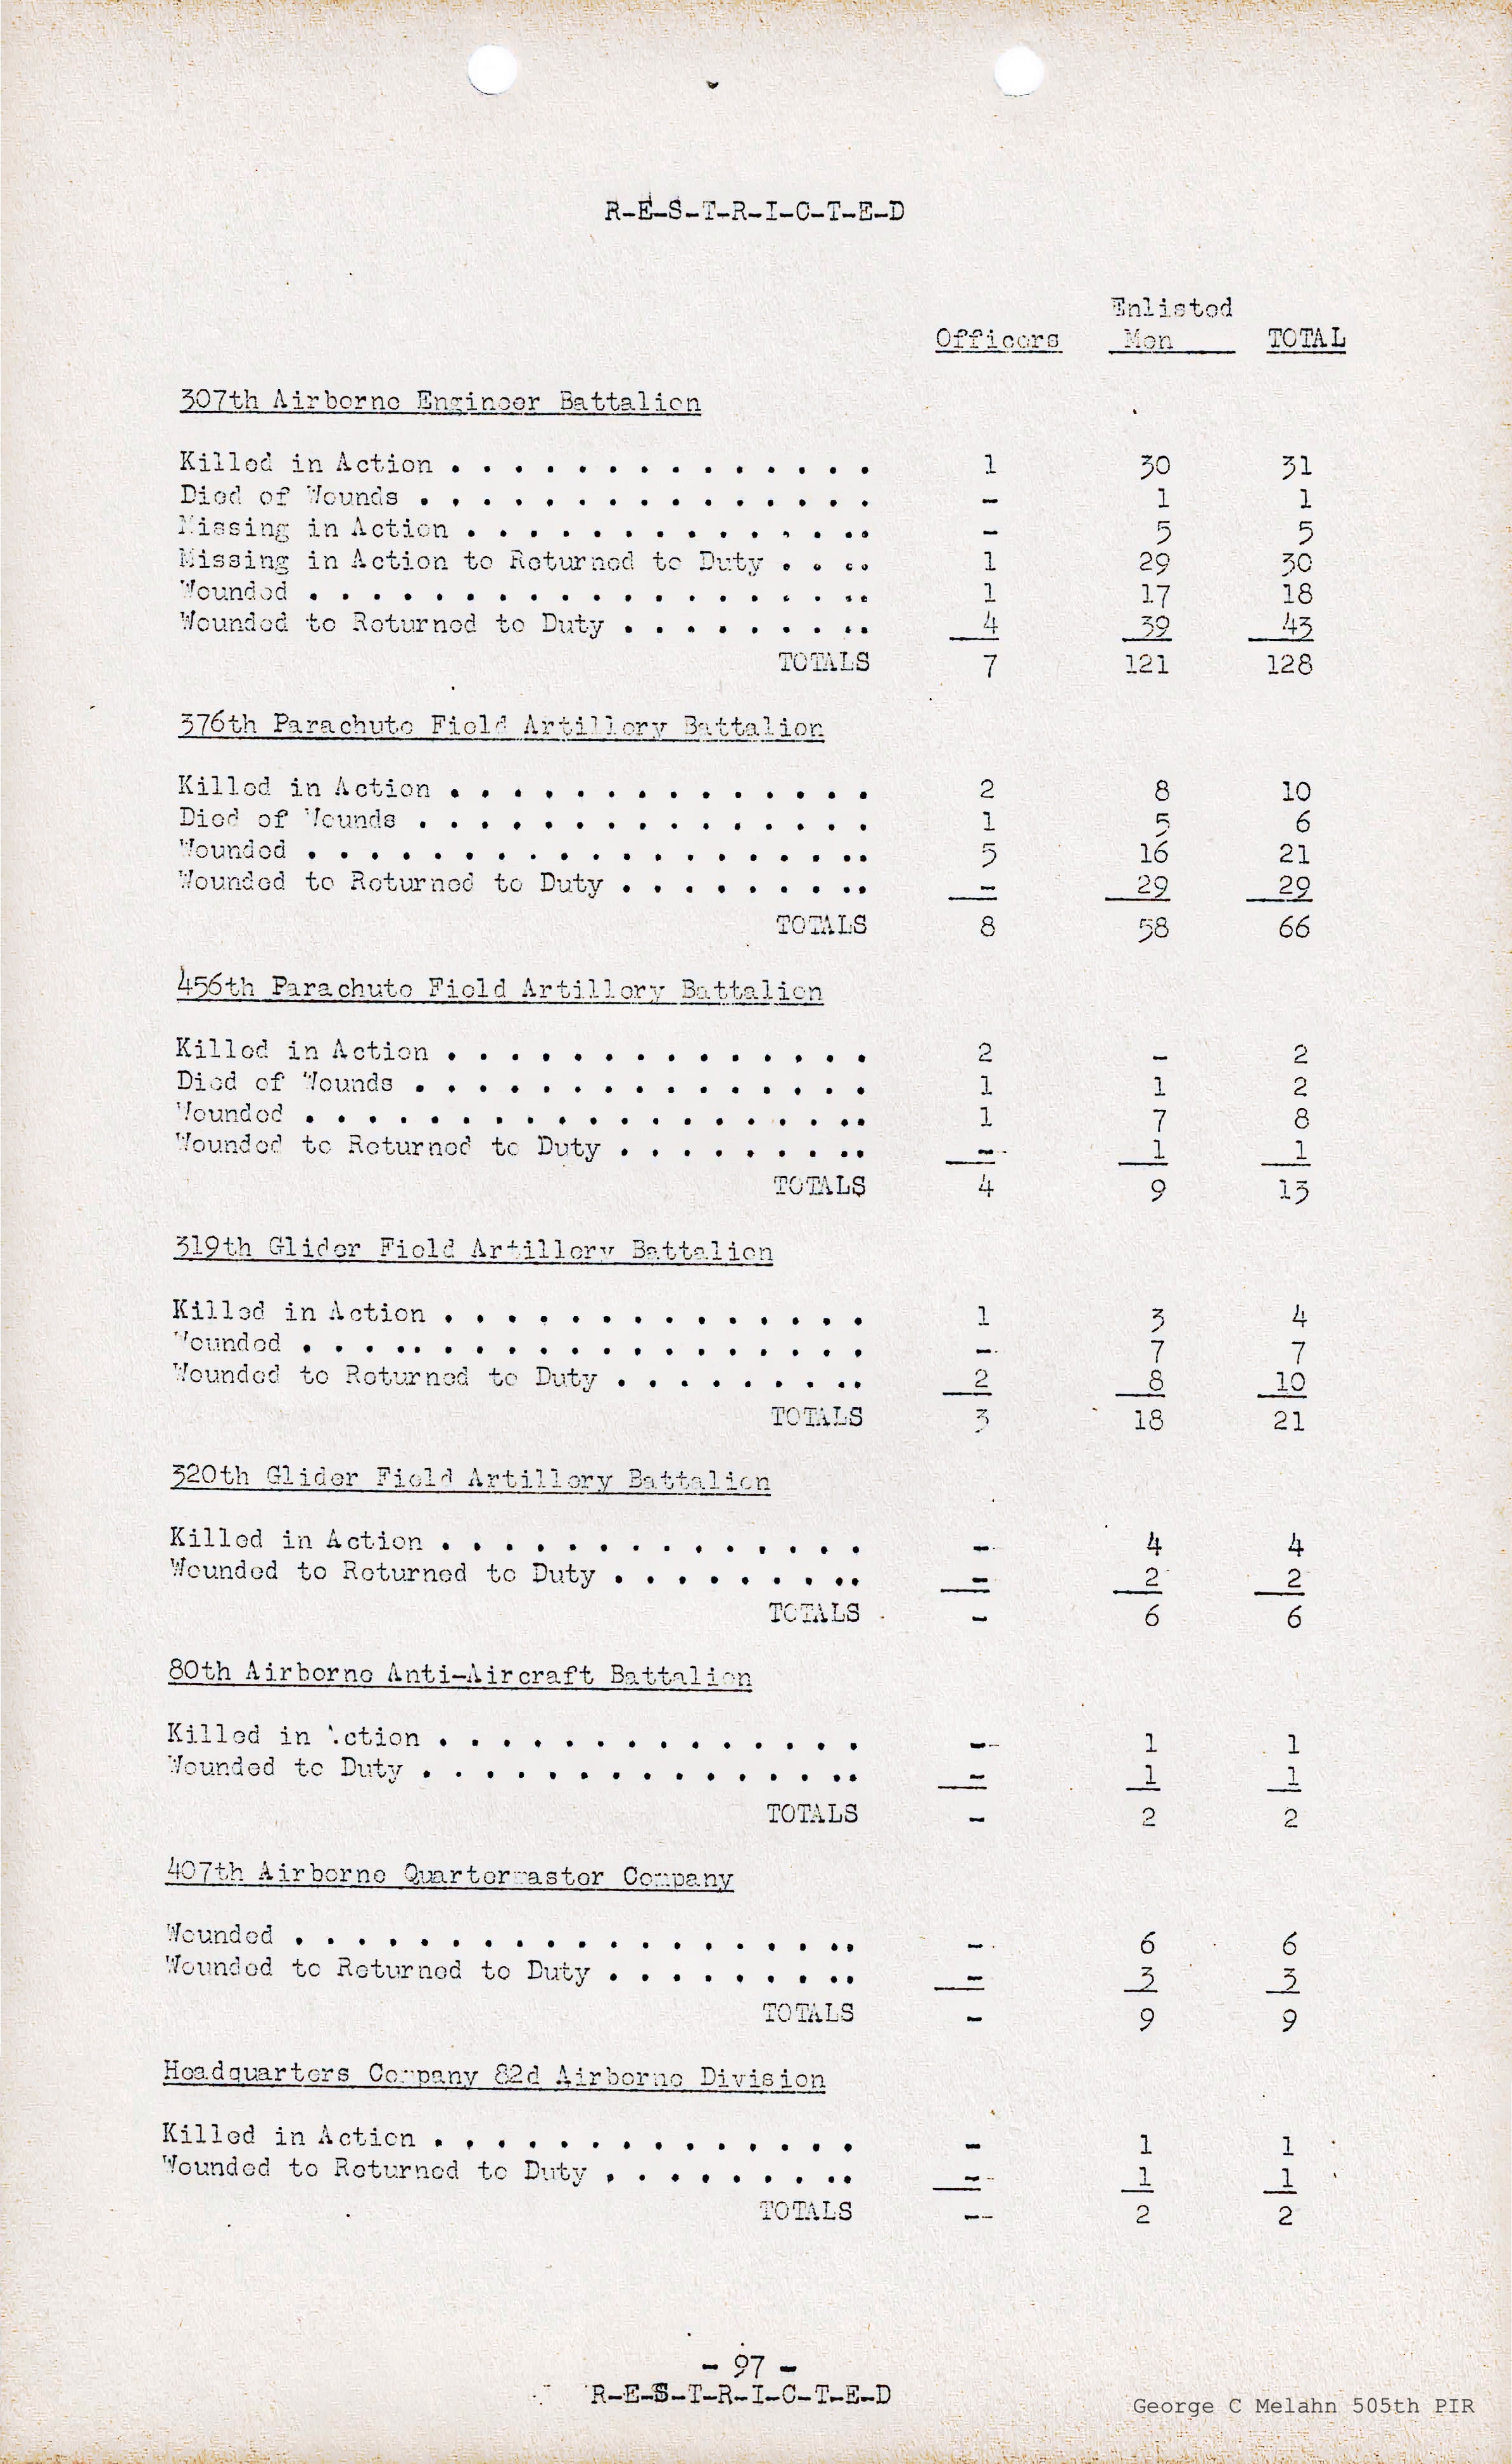 R-E-S-T-R-I-C-T-E-D
Enlisted
Officers Men TOTAL
307th Airborne Engineer Battalion
Killed in Action . . . . . . . . . . . . . . 1 30 31
Died of Wounds . . . . . . . . . . . . . . . - 1 1
Missing in Action . . . . . . . . . . . . .. - 5 5
Missing in Action to Returned to Duty . . .. 1 29 30
Wounded . . . . . . . . . . . . . . . . . .. 1 17 18
Wounded to Returned to Duty . . . . . . . .. 4 39 43
TOTALS 7 121 128
376th Parachute Field Artillery Battalion
Killed in Action . . . . . . . . . . . . . . 2 8 10
Died of Wounds . . . . . . . . . . . . . . . 1 5 6
Wounded . . . . . . . . . . . . . . . . . .. 5 16 21
Wounded to Returned to Duty . . . . . . . .. - 29 29
TOTALS 8 58 66
456th Parachute Field Artillery Battalion
Killed in Action . . . . . . . . . . . . . . 2 - 2
Died of Wounds . . . . . . . . . . . . . . . 1 1 2
Wounded . . . . . . . . . . . . . . . . . .. 1 7 8
Wounded to Returned to Duty . . . . . . . .. - 1 1
TOTALS 4 9 13
319th Glider Field Artillery Battalion
Killed in Action . . . . . . . . . . . . . . 1 3 4
Wounded . . . .. . . . . . . . . . . . . . . - 7 7
Wounded to Returned to Duty . . . . . . . .. 2 8 10
TOTALS 3 18 21
320th Glider Field Artillery Battalion
Killed in Action . . . . . . . . . . . . . . - 4 4
Wounded to Returned to Duty . . . . . . . .. - 2 2
TOTALS - 6 6
80th Airborne Anti-Aircraft Battalion
Killed in Action . . . . . . . . . . . . . . - 1 1
Wounded to Duty . . . . . . . . . . . . . .. - 1 1
TOTALS - 2 2
407th Airborne Quartermaster Company
Wounded . . . . . . . . . . . . . . . . . .. - 6 6
Wounded to Returned to Duty . . . . . . . .. - 3 3
TOTALS - 9 9
Headquarters Company 82d Airborne Division
Killed in Action . . . . . . . . . . . . . . - 1 1
Wounded to Returned to Duty . . . . . . . .. - 1 1
TOTALS - 2 2
- 97 -
R-E-S-T-R-I-C-T-E-D
George C Melahn 505th PIR